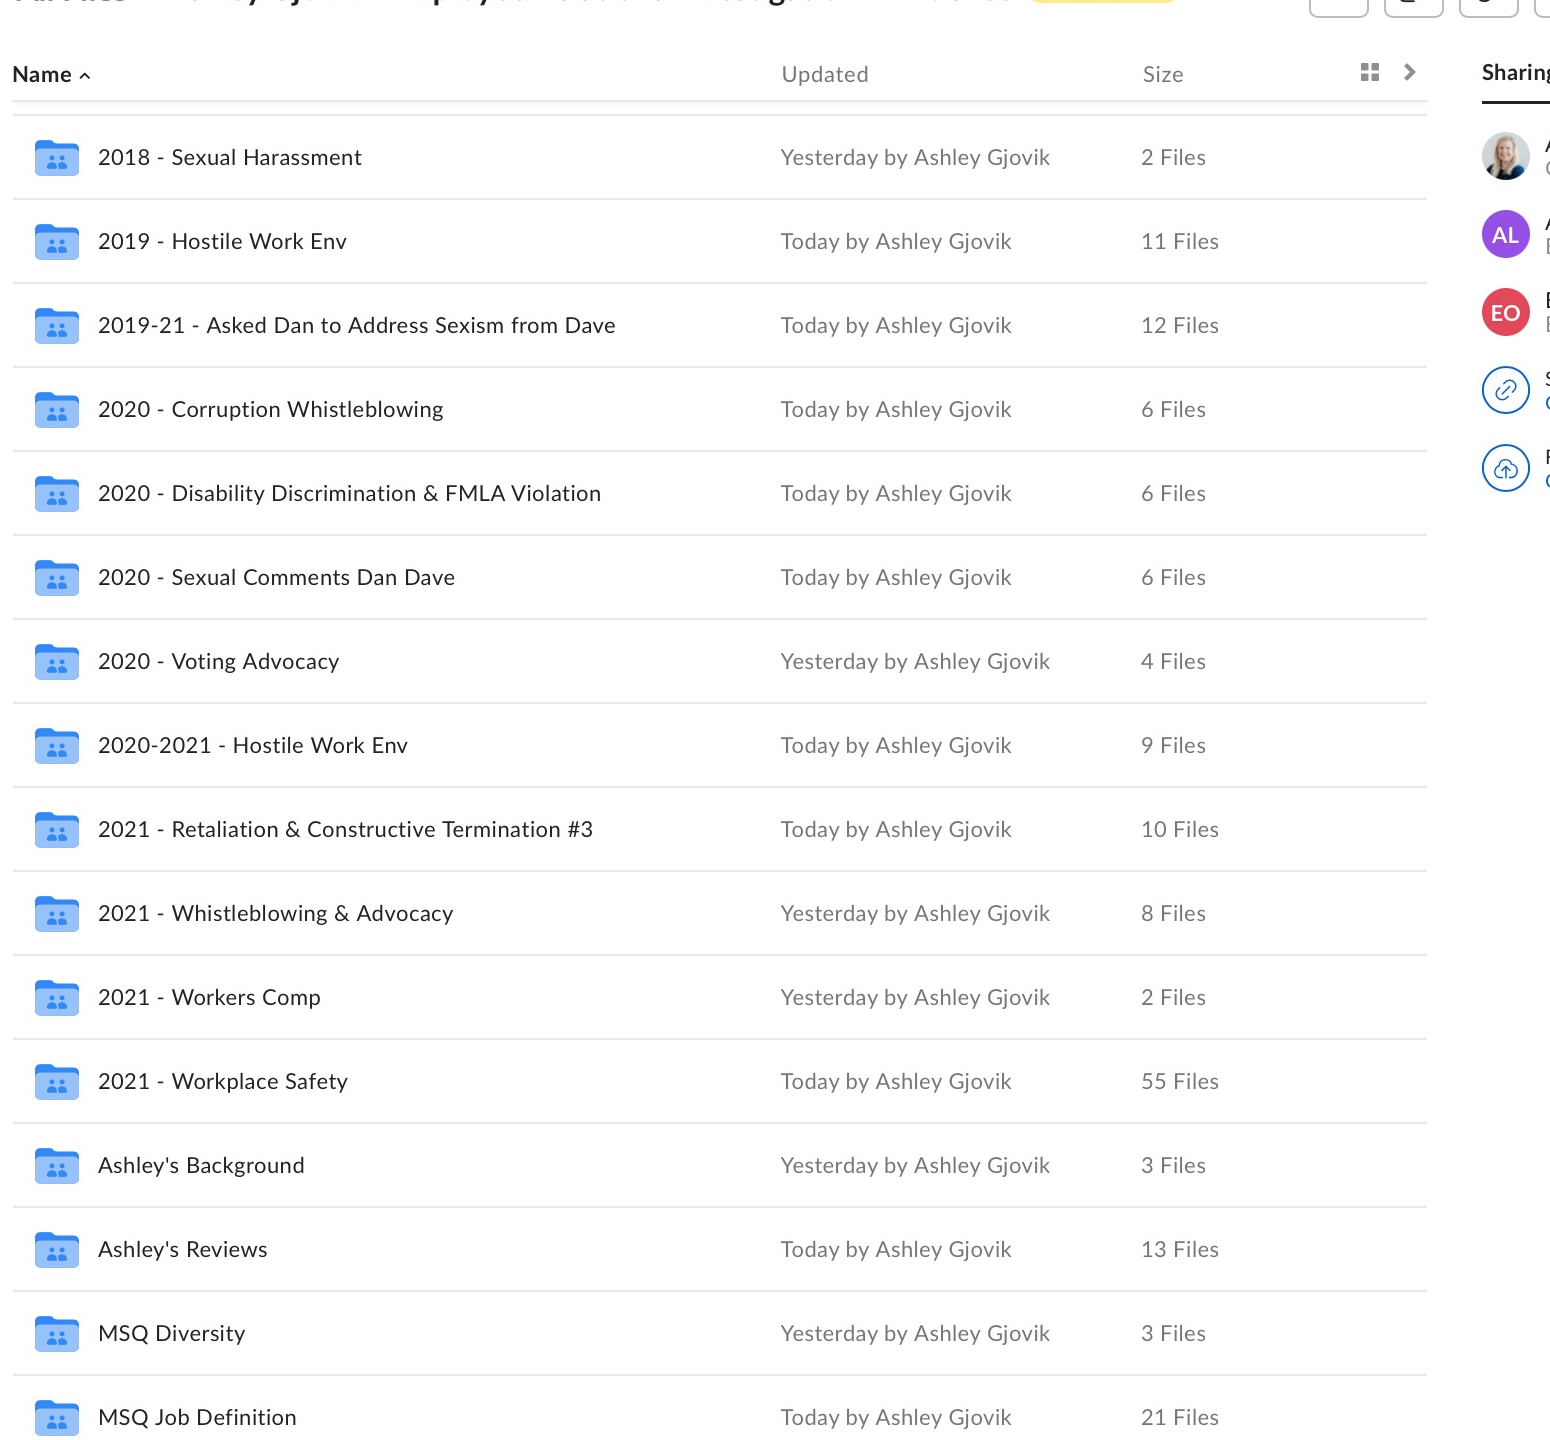 Name
Updated
Size
Sharing
2018 - Sexual Harassment
Yesterday by Ashley Gjovik
2 Files
2019 - Hostile Work Env
Today by Ashley Gjovik
11 Files
AL
2019-21 - Asked Dan to Address Sexism from Dave
Today by Ashley Gjovik
12 Files
EO
2020 - Corruption Whistleblowing
Today by Ashley Gjovik
6 Files
2020 - Disability Discrimination & FMLA Violation
Today by Ashley Gjovik
6 Files
2020 - Sexual Comments Dan Dave
Today by Ashley Gjovik
6 Files
2020 - Voting Advocacy
Yesterday by Ashley Gjovik
4 Files
2020-2021 - Hostile Work Env
Today by Ashley Gjovik
9 Files
2021 - Retaliation & Constructive Termination #3
Today by Ashley Gjovik
10 Files
2021 - Whistleblowing & Advocacy
Yesterday by Ashley Gjovik
8 Files
2021 - Workers Comp
Yesterday by Ashley Gjovik
2 Files
2021 - Workplace Safety
Today by Ashley Gjovik
55 Files
Ashley's Background
Yesterday by Ashley Gjovik
3 Files
Ashley's Reviews
Today by Ashley Gjovik
13 Files
MSQ Diversity
Yesterday by Ashley Gjovik
3 Files
MSQ Job Definition
Today by Ashley Gjovik
21 Files